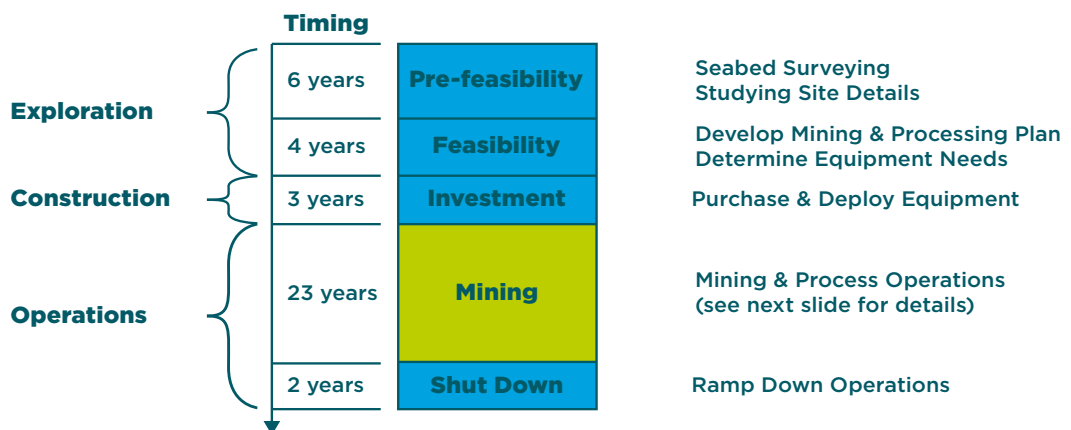 Timing
Exploration
6 years
Pre-feasibility
Seabed Surveying
Studying Site Details
4 years
Feasibility
Develop Mining & Processing Plan
Determine Equipment Needs
Construction
3 years
Investment
Purchase & Deploy Equipment
Operations
23 years
Mining
Mining & Process Operations
(see next slide for details)
2 years
Shut Down
Ramp Down Operations